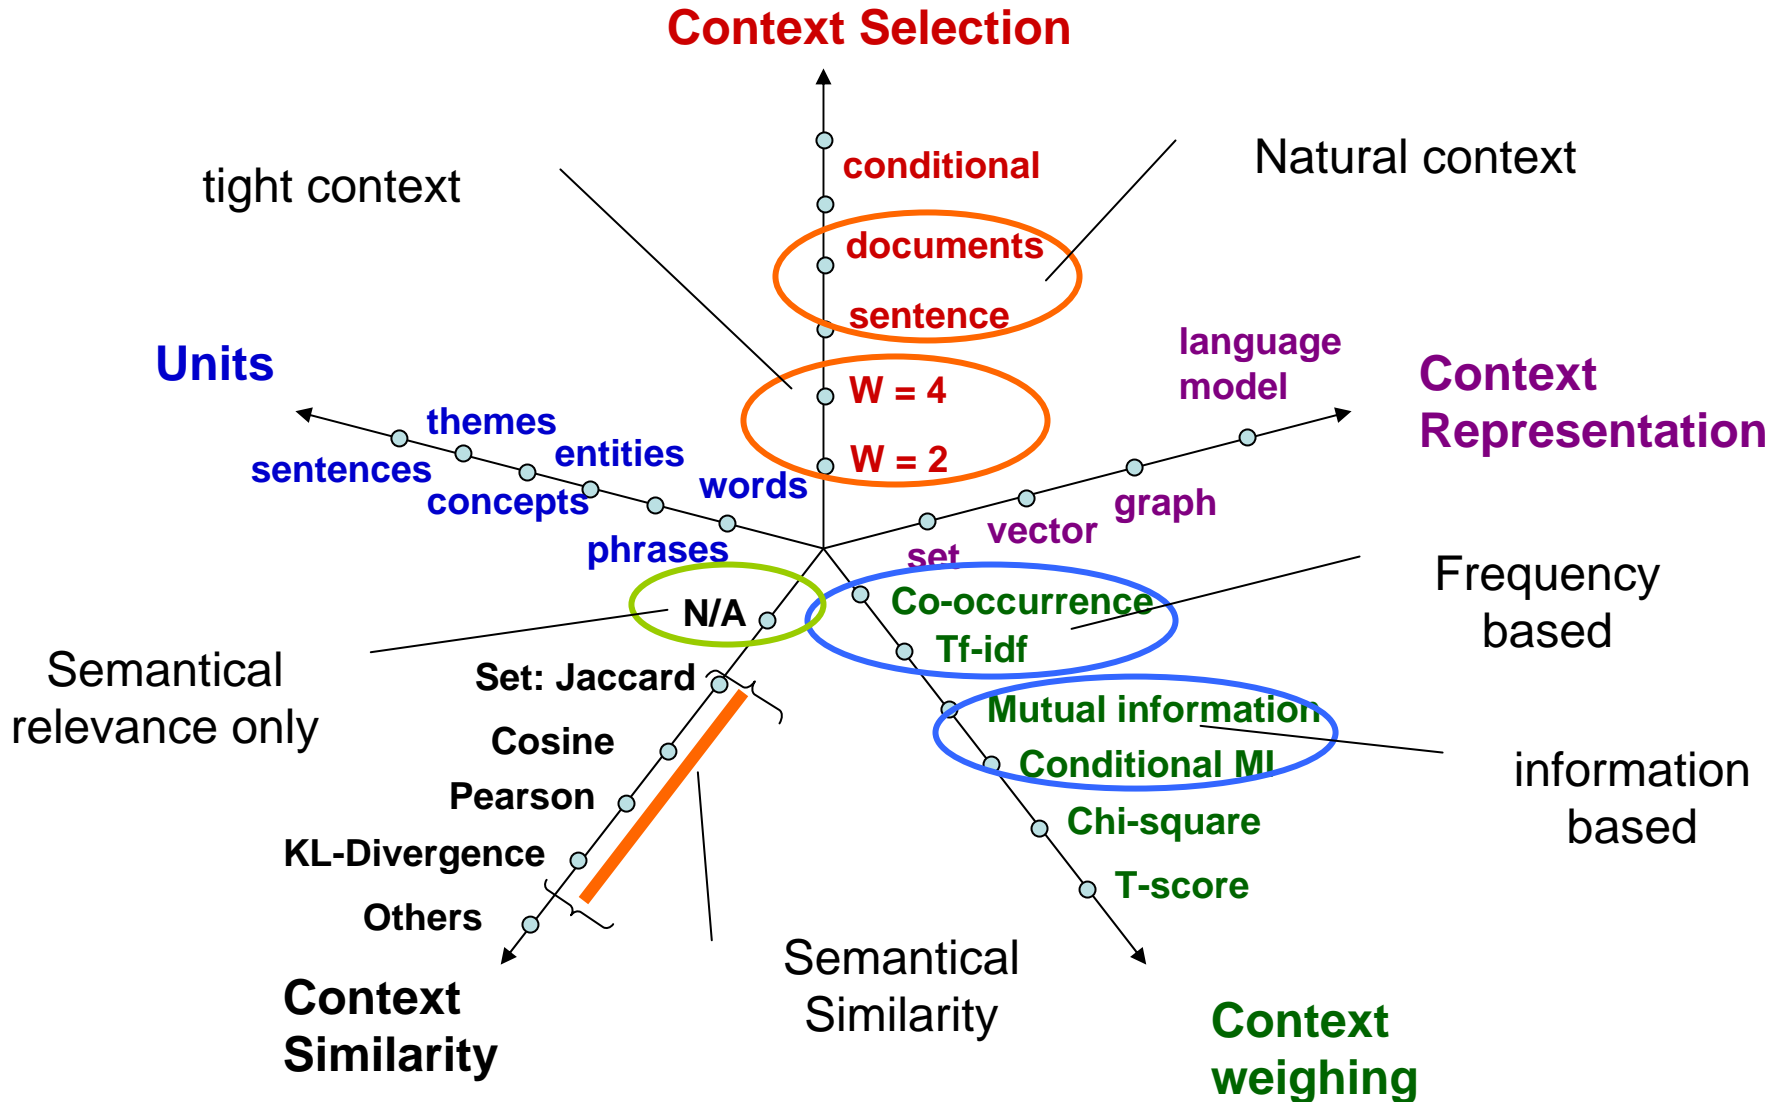 Context Selection
tight context
Natural context
conditional
documents
sentence
W = 4
W = 2
Units
themes
sentences
entities
concepts
words
phrases
language
model
Context
Representation
graph
vector
set
N/A
Semantical
relevance only
Set: Jaccard
Cosine
Pearson
KL-Divergence
Others
Context
Similarity
Semantical
Similarity
Co-occurrence
Tf-idf
Frequency
based
Mutual information
Conditional MI
information
based
Chi-square
T-score
Context
weighing